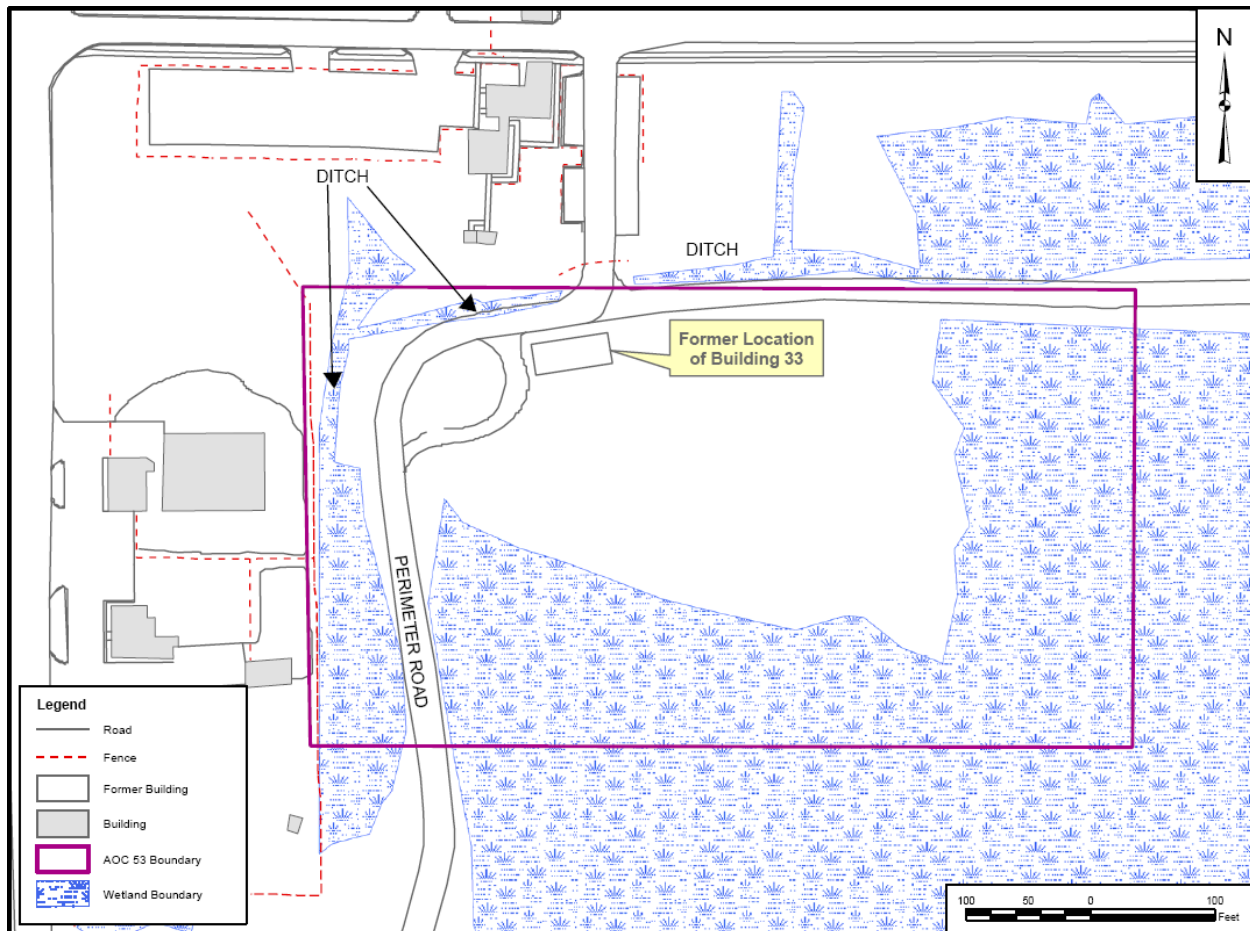 N
DITCH
DITCH
Former Location
of Building 33
PERIMETER ROAD
Legend
Road
Fence
Former Building
Building
AOC 53 Boundary
Wetland Boundary
100 50 0 100
Feet